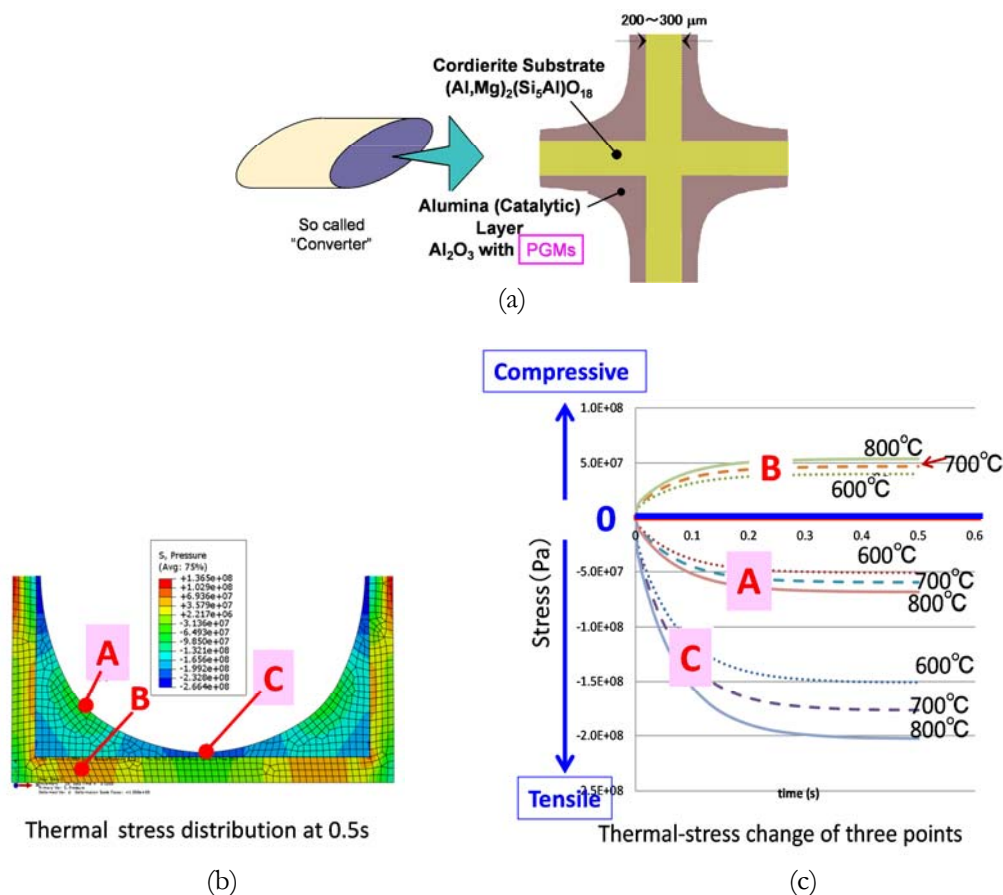 200～300 μm
Cordierite Substrate
(Al,Mg)₂(Si₅Al)O₁₈
So called
"Converter"
Alumina (Catalytic)
Layer
Al₂O₃ with PGMs
(a)
S, Pressure
(Avg: 75%)
+1.365e+08
+1.029e+08
+6.936e+07
+3.579e+07
+2.217e+06
-3.136e+07
-6.493e+07
-9.850e+07
-1.321e+08
-1.656e+08
-1.992e+08
-2.328e+08
-2.664e+08
A
B
C
Thermal stress distribution at 0.5s
(b)
Compressive
1.0E+08
5.0E+07
0
-5.0E+07
-1.0E+08
-1.5E+08
-2.0E+08
Tensile
Stress (Pa)
0 0.1 0.2 0.3 0.4 0.5 0.6
time (s)
B
800°C
700°C
600°C
A
600°C
700°C
800°C
C
600°C
700°C
800°C
Thermal-stress change of three points
(c)